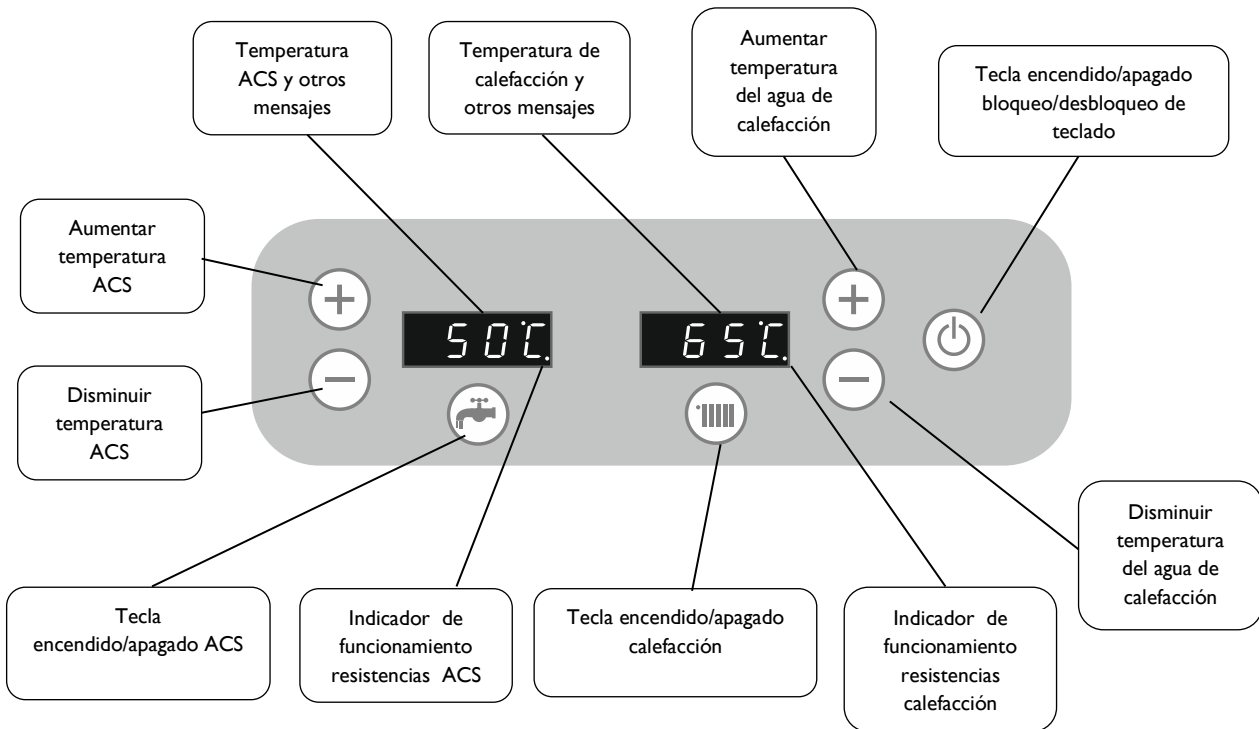 Temperatura
ACS y otros
mensajes
Temperatura de
calefacción y
otros mensajes
Aumentar
temperatura
del agua de
calefacción
Tecla encendido/apagado
bloqueo/desbloqueo de
teclado
Aumentar
temperatura
ACS
50°C.
65°C.
Disminuir
temperatura
ACS
Disminuir
temperatura
del agua de
calefacción
Tecla
encendido/apagado ACS
Indicador de
funcionamiento
resistencias ACS
Tecla encendido/apagado
calefacción
Indicador de
funcionamiento
resistencias
calefacción